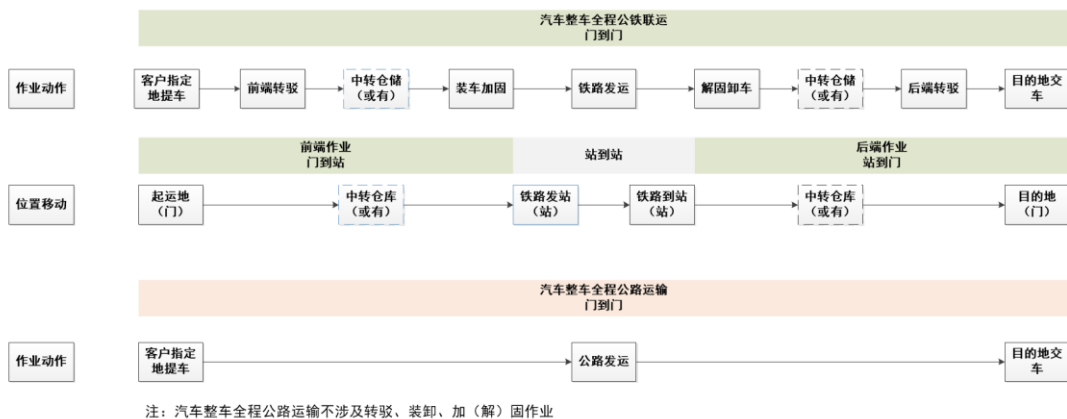 汽车整车全程公铁联运
门到门
作业动作
客户指定
地提车
前端转驳
中转仓储
（或有）
装车加固
铁路发运
解固卸车
中转仓储
（或有）
后端转驳
目的地交
车
前端作业
门到站
站到站
后端作业
站到门
位置移动
起运地
（门）
中转仓库
（或有）
铁路发站
（站）
铁路到站
（站）
中转仓库
（或有）
目的地
（门）
汽车整车全程公路运输
门到门
作业动作
客户指定
地提车
公路发运
目的地交
车
注：汽车整车全程公路运输不涉及转驳、装卸、加（解）固作业